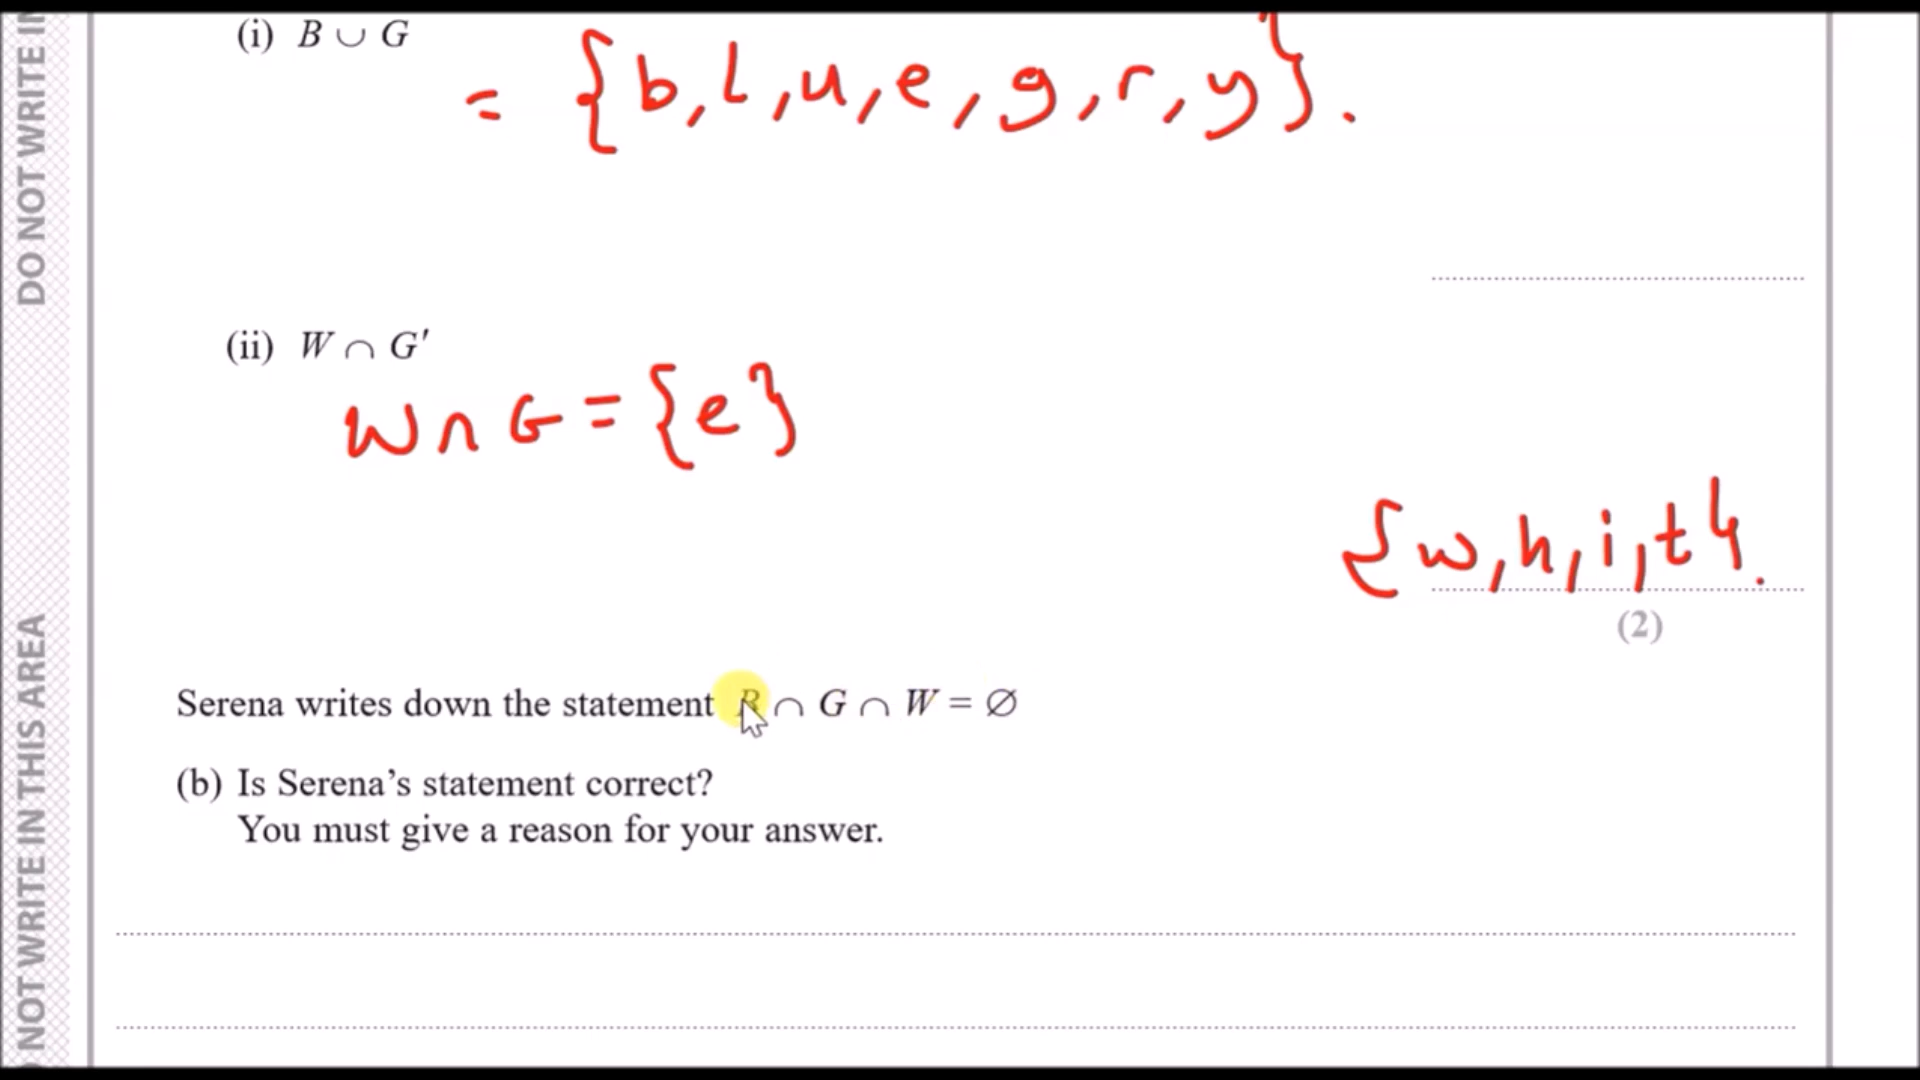 (i) B ∪ G
= {b, l, u, e, g, r, y}.
(ii) W ∩ G′
W ∩ G = {e}
{w, h, i, t}.
(2)
Serena writes down the statement B ∩ G ∩ W = ∅
(b) Is Serena’s statement correct?
You must give a reason for your answer.
DO NOT WRITE IN
NOT WRITE IN THIS AREA